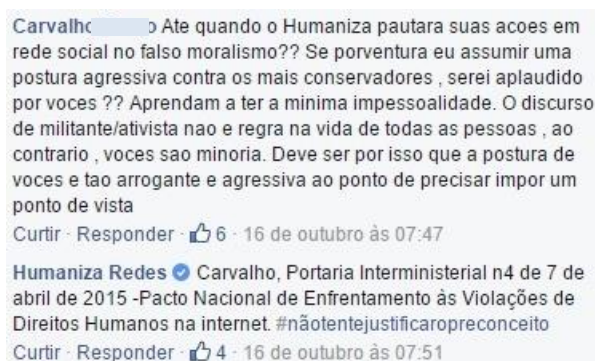 Carvalho Ate quando o Humaniza pautara suas acoes em
rede social no falso moralismo?? Se porventura eu assumir uma
postura agressiva contra os mais conservadores , serei aplaudido
por voces ?? Aprendam a ter a minima impessoalidade. O discurso
de militante/ativista nao e regra na vida de todas as pessoas , ao
contrario , voces sao minoria. Deve ser por isso que a postura de
voces e tao arrogante e agressiva ao ponto de precisar impor um
ponto de vista
Curtir · Responder · 6 · 16 de outubro às 07:47
Humaniza Redes Carvalho, Portaria Interministerial n4 de 7 de
abril de 2015 -Pacto Nacional de Enfrentamento às Violações de
Direitos Humanos na internet. #nãotentejustificaropreconceito
Curtir · Responder · 4 · 16 de outubro às 07:51